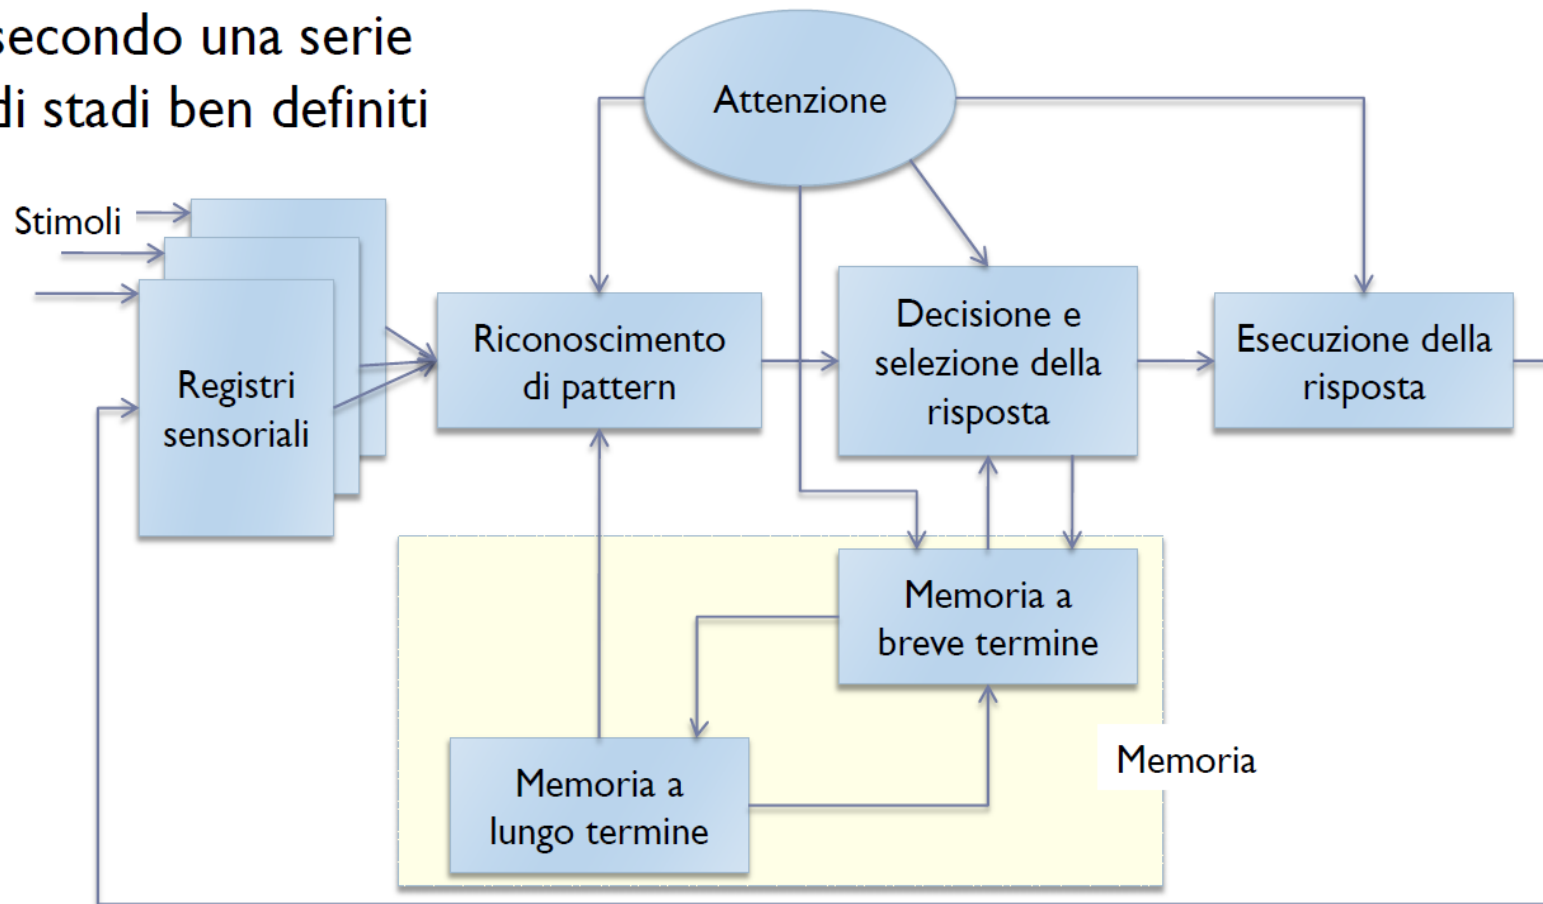 secondo una serie
di stadi ben definiti
Attenzione
Stimoli
Registri
sensoriali
Riconoscimento
di pattern
Decisione e
selezione della
risposta
Esecuzione della
risposta
Memoria a
breve termine
Memoria a
lungo termine
Memoria